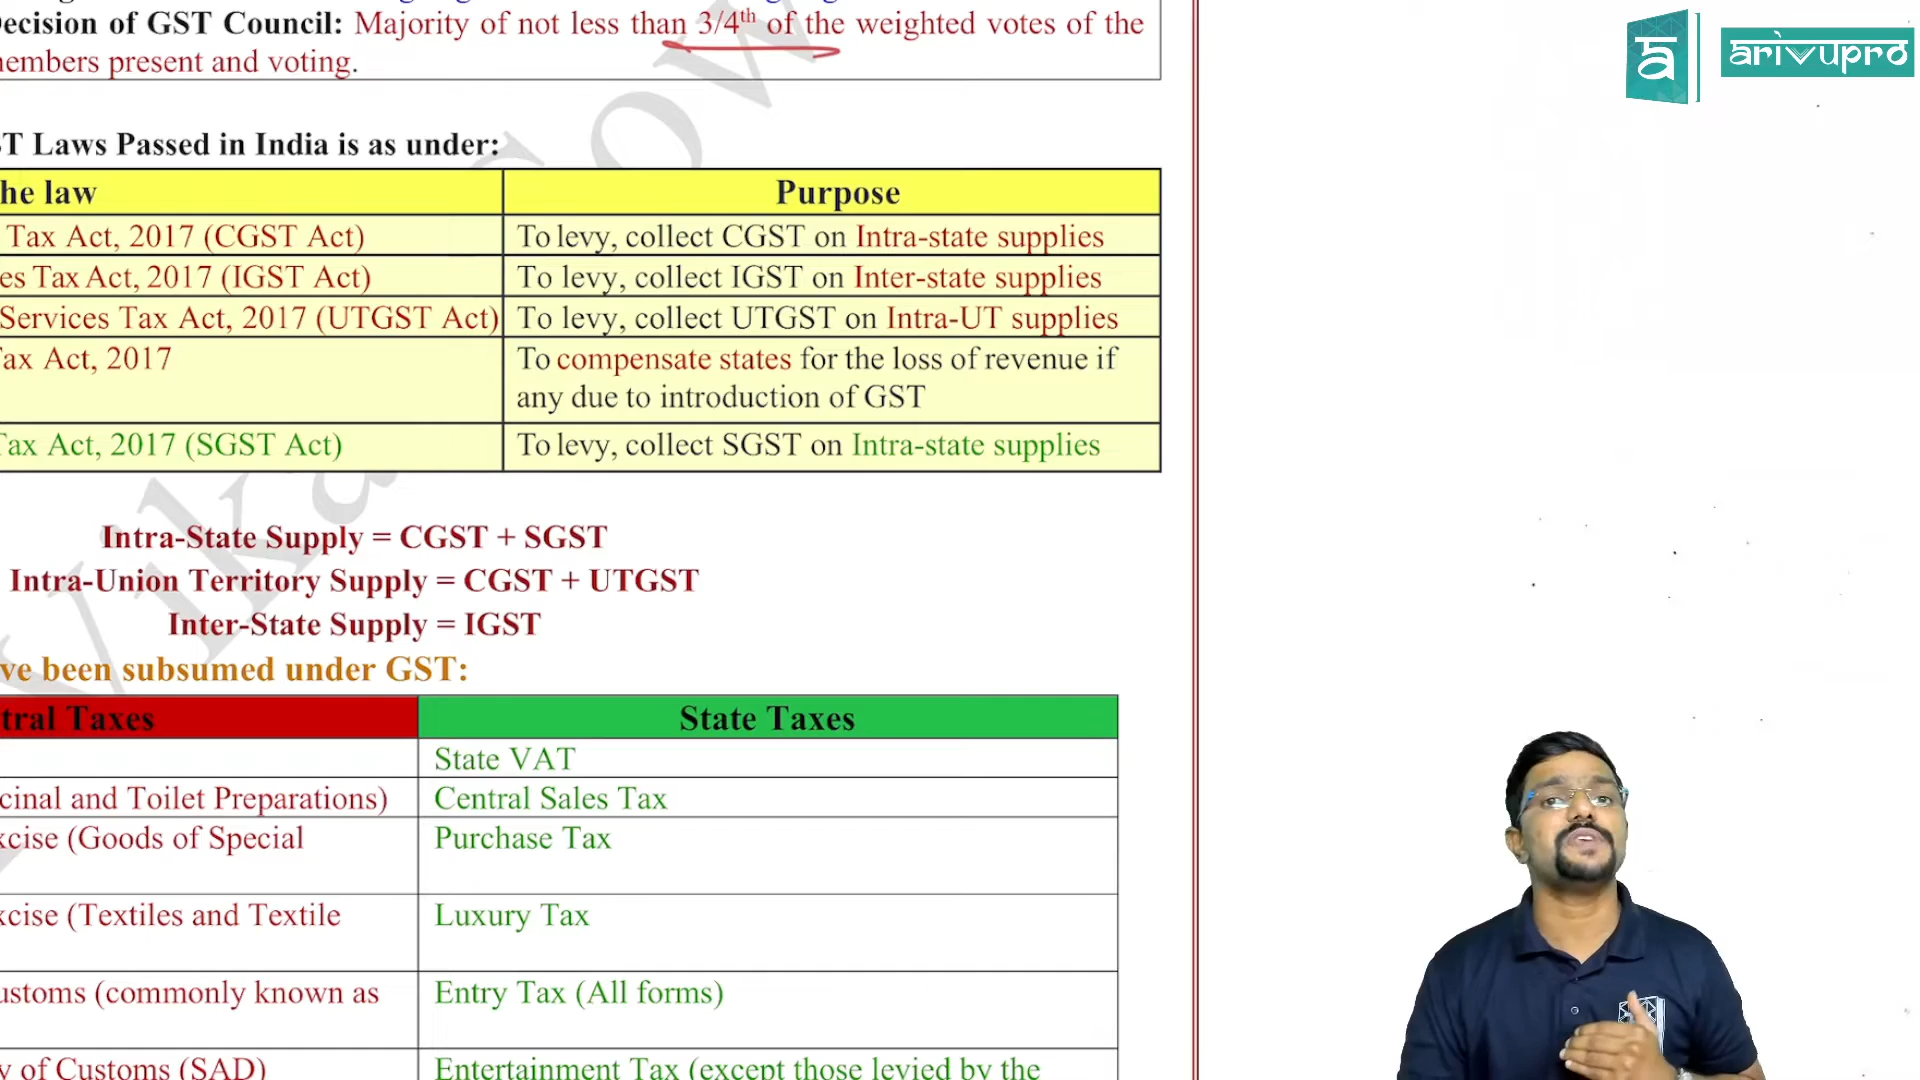 Decision of GST Council: Majority of not less than 3/4th of the weighted votes of the
members present and voting.
ST Laws Passed in India is as under:
he law
Purpose
Tax Act, 2017 (CGST Act)
To levy, collect CGST on Intra-state supplies
es Tax Act, 2017 (IGST Act)
To levy, collect IGST on Inter-state supplies
Services Tax Act, 2017 (UTGST Act)
To levy, collect UTGST on Intra-UT supplies
Tax Act, 2017
To compensate states for the loss of revenue if
any due to introduction of GST
Tax Act, 2017 (SGST Act)
To levy, collect SGST on Intra-state supplies
Intra-State Supply = CGST + SGST
Intra-Union Territory Supply = CGST + UTGST
Inter-State Supply = IGST
ve been subsumed under GST:
tral Taxes
State Taxes
State VAT
cinal and Toilet Preparations)
Central Sales Tax
xcise (Goods of Special
Purchase Tax
xcise (Textiles and Textile
Luxury Tax
ustoms (commonly known as
Entry Tax (All forms)
y of Customs (SAD)
Entertainment Tax (except those levied by the
arivupro